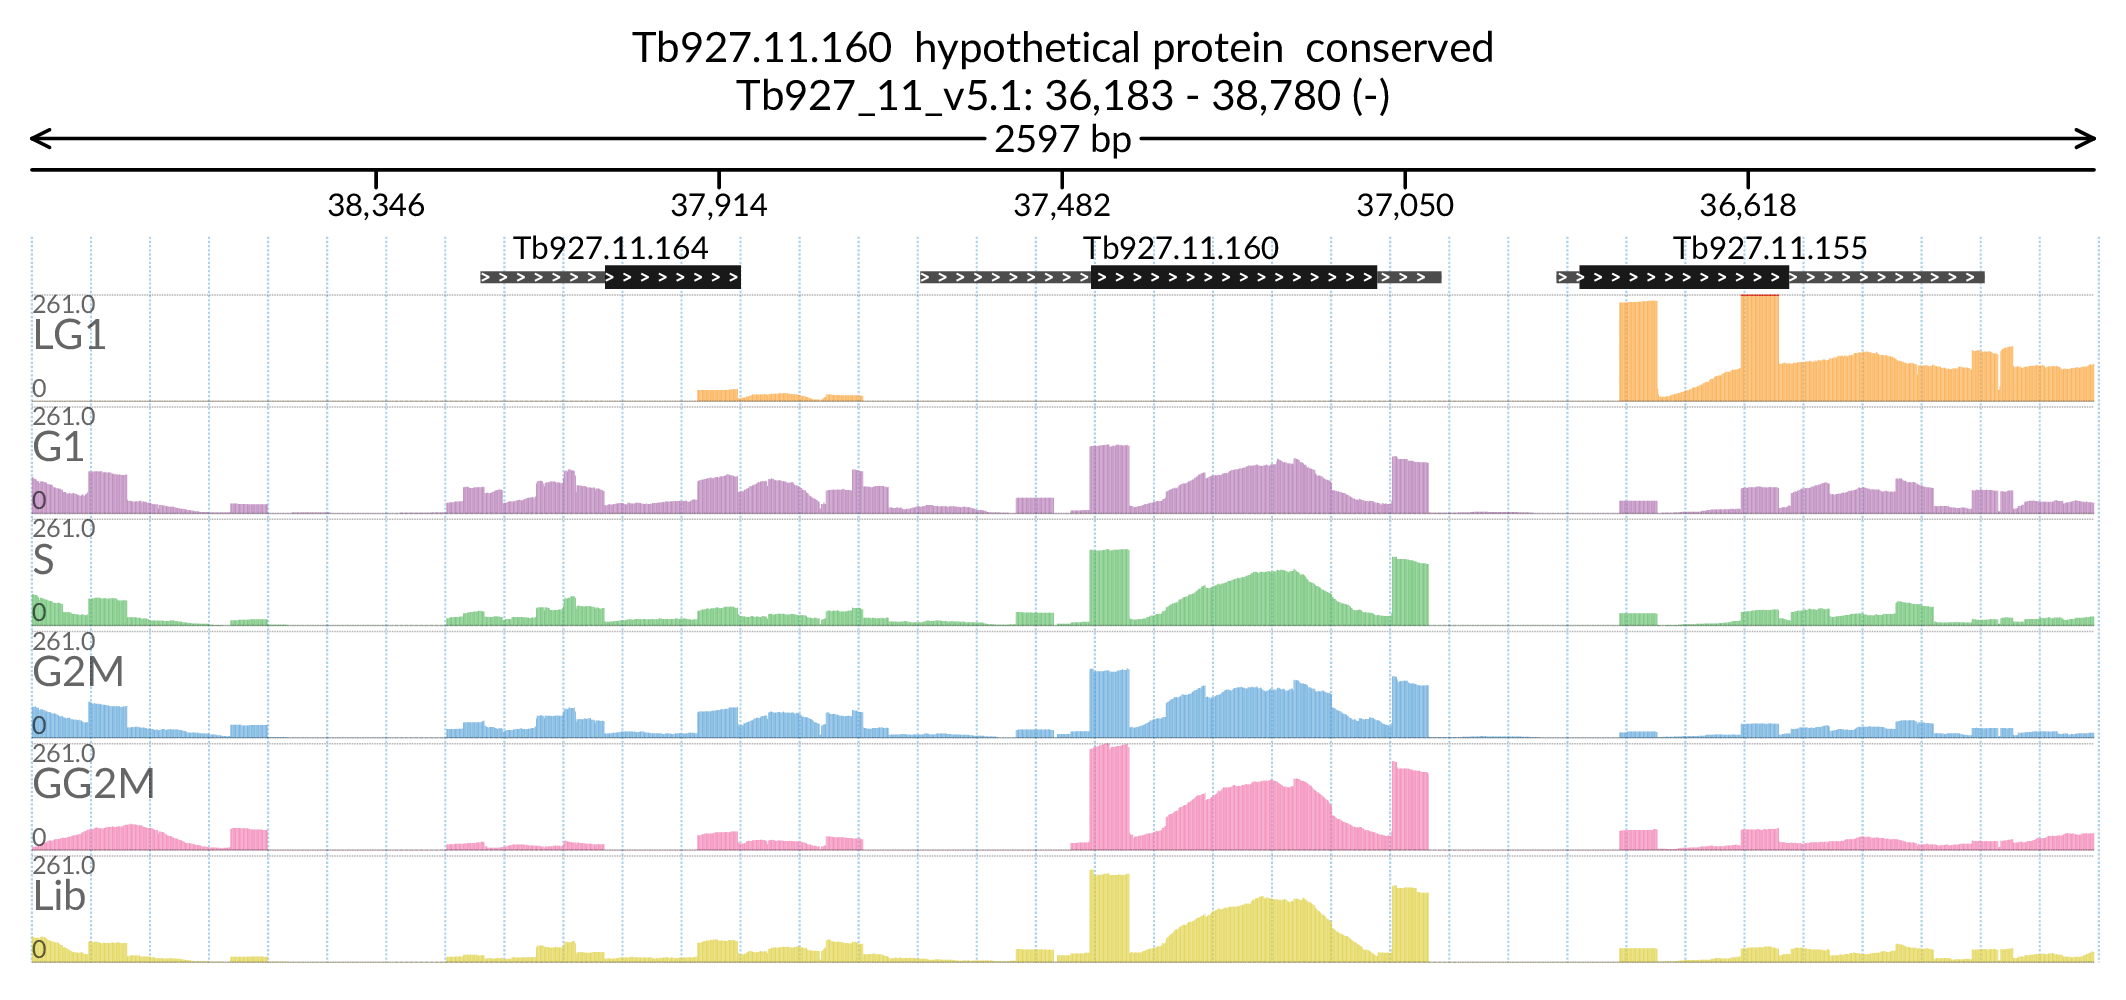 Tb927.11.160  hypothetical protein  conserved
Tb927_11_v5.1: 36,183 - 38,780 (-)
2597 bp
38,346 37,914 37,482 37,050 36,618
Tb927.11.164 Tb927.11.160 Tb927.11.155
261.0
LG1
0
261.0
G1
0
261.0
S
0
261.0
G2M
0
261.0
GG2M
0
261.0
Lib
0